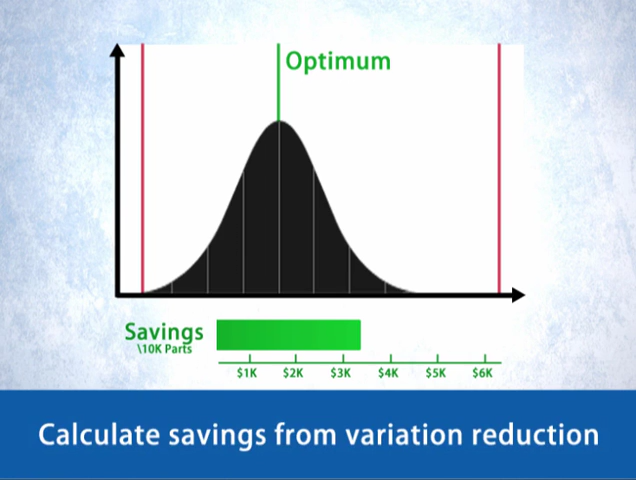 Optimum
Savings
\10K Parts
$1K $2K $3K $4K $5K $6K
Calculate savings from variation reduction